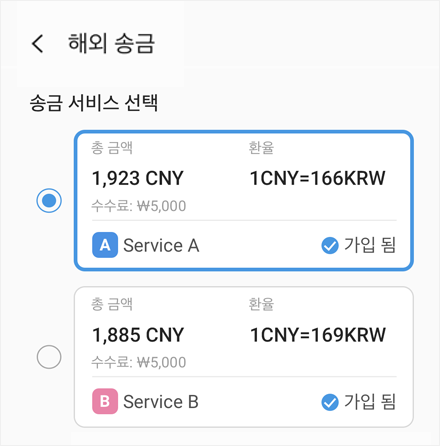 해외 송금
송금 서비스 선택
총 금액 환율
1,923 CNY 1CNY=166KRW
수수료: ₩5,000
A Service A 가입 됨
총 금액 환율
1,885 CNY 1CNY=169KRW
수수료: ₩5,000
B Service B 가입 됨